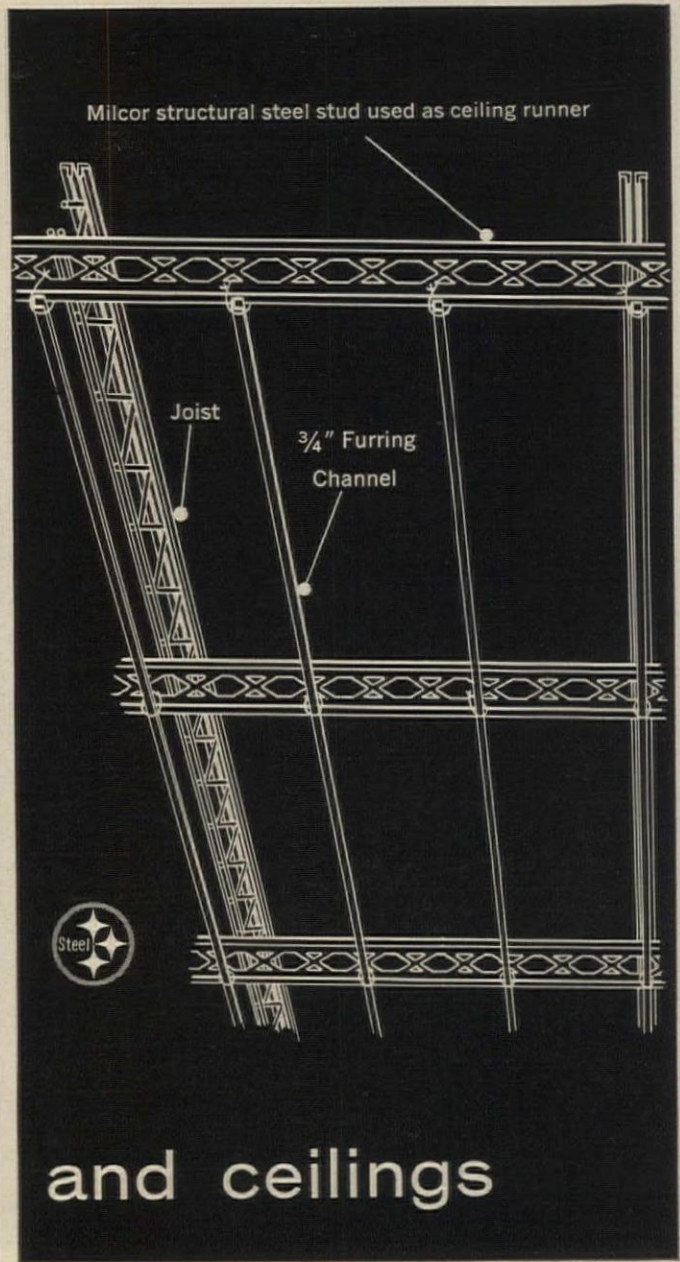 Milcor structural steel stud used as ceiling runner
Joist
3/4" Furring
Channel
Steel
and ceilings